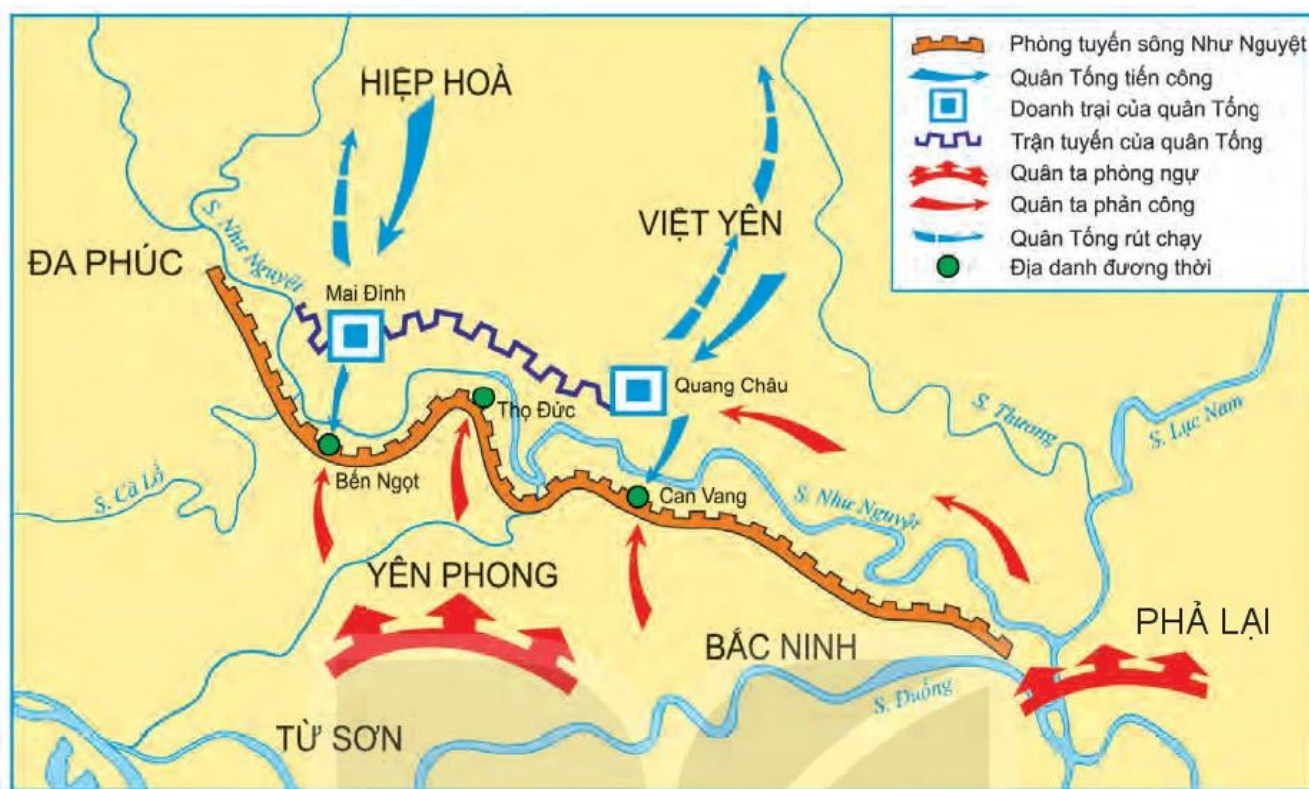 Phòng tuyến sông Như Nguyệt
Quân Tống tiến công
Doanh trại của quân Tống
Trận tuyến của quân Tống
Quân ta phòng ngự
Quân ta phản công
Quân Tống rút chạy
Địa danh đương thời
HIỆP HOÀ
VIỆT YÊN
ĐA PHÚC
S. Như Nguyệt
Mai Đình
Quang Châu
Thọ Đức
S. Thương
S. Lục Nam
Bến Ngọt
S. Cà Lồ
Can Vang
S. Như Nguyệt
YÊN PHONG
PHẢ LẠI
BẮC NINH
S. Đuống
TỪ SƠN